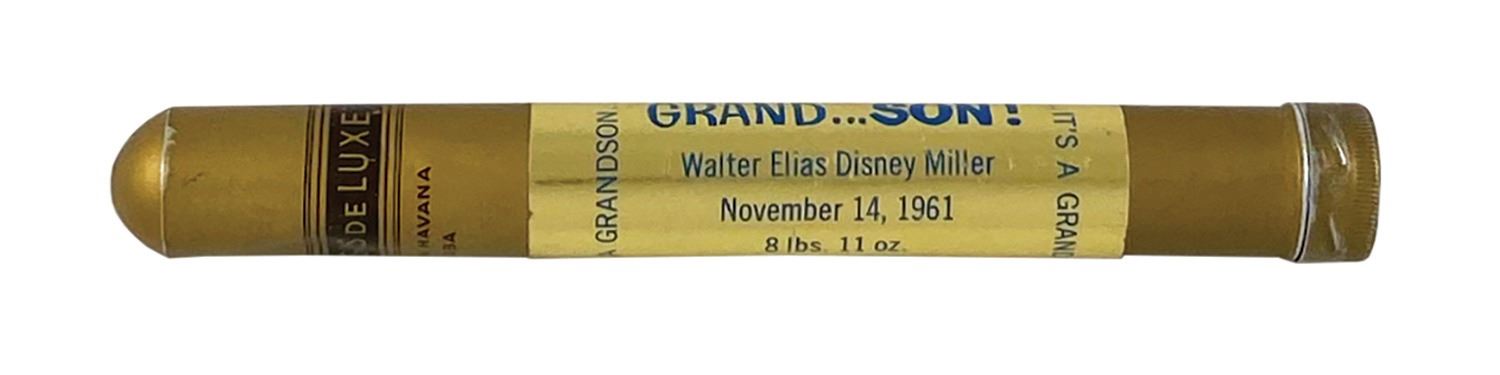 DE LUXE
HAVANA
A GRANDSON.
GRAND...SON!
Walter Elias Disney Miller
November 14, 1961
8 lbs. 11 oz.
IT'S A GRAND